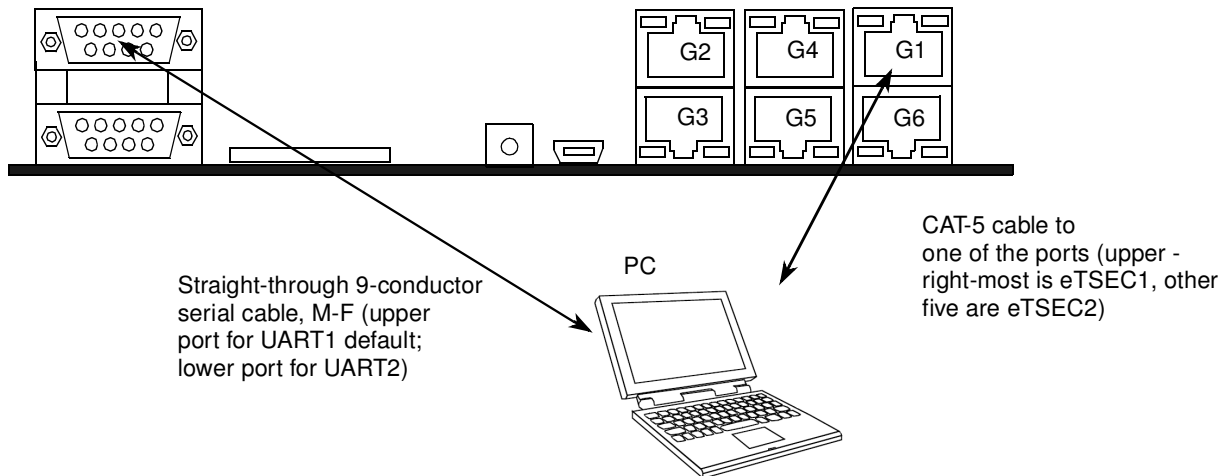 G2 G4 G1
G3 G5 G6
CAT-5 cable to
one of the ports (upper -
right-most is eTSEC1, other
five are eTSEC2)
PC
Straight-through 9-conductor
serial cable, M-F (upper
port for UART1 default;
lower port for UART2)